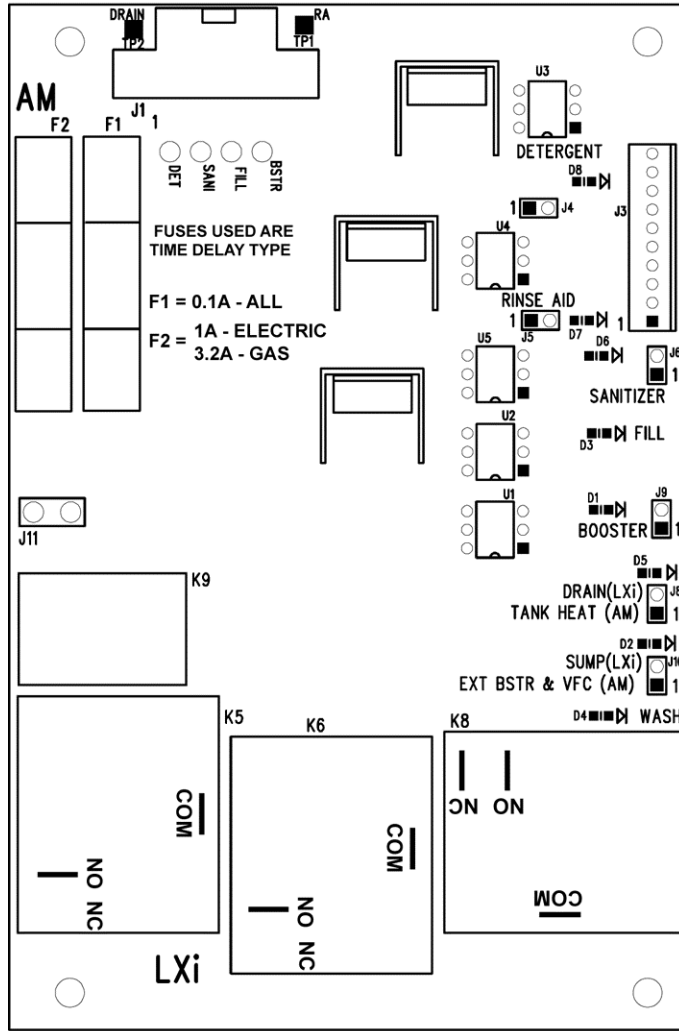 DRAIN
TP2
RA
TP1
AM
J1
F2
F1
1
DET
SANI
FILL
BSTR
FUSES USED ARE
TIME DELAY TYPE
F1 = 0.1A - ALL
F2 = 1A - ELECTRIC
3.2A - GAS
U3
DETERGENT
D8
J3
1
1
J4
U4
RINSE AID
1
J5
D7
D6
U5
J6
1
SANITIZER
U2
D3
FILL
U1
D1
J9
BOOSTER
1
J11
D5
DRAIN(LXi)
J8
TANK HEAT (AM)
1
K9
D2
SUMP(LXi)
J10
EXT BSTR & VFC (AM)
1
D4
WASH
K5
COM
NO
NC
K6
COM
NO
NC
K8
NC
NO
COM
LXi